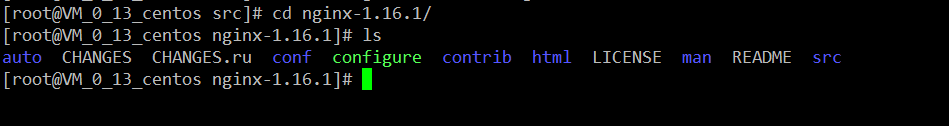 [root@VM_0_13_centos src]# cd nginx-1.16.1/
[root@VM_0_13_centos nginx-1.16.1]# ls
auto CHANGES CHANGES.ru conf configure contrib html LICENSE man README src
[root@VM_0_13_centos nginx-1.16.1]#